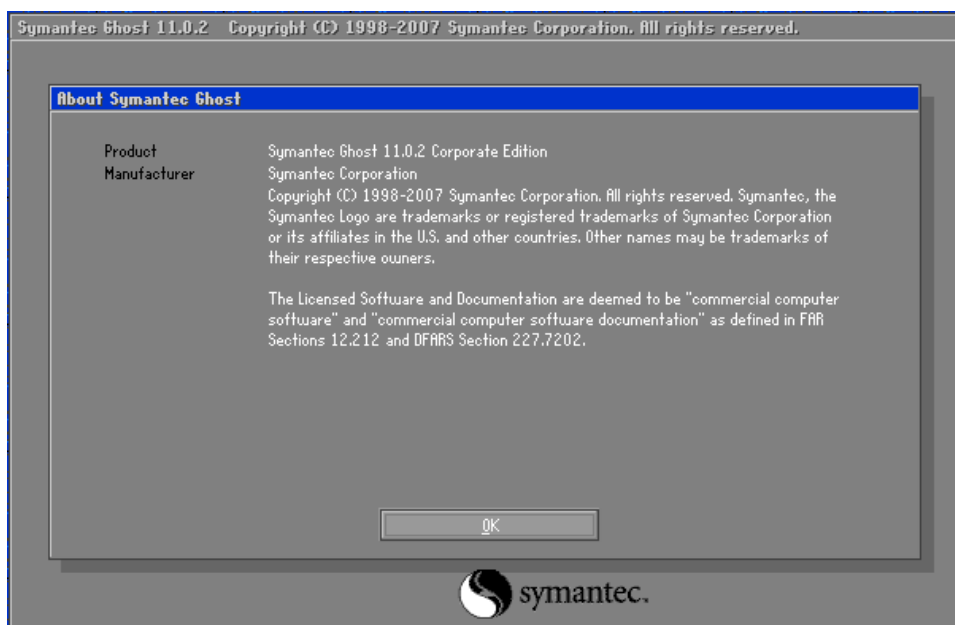 Symantec Ghost 11.0.2 Copyright (C) 1998-2007 Symantec Corporation. All rights reserved.
About Symantec Ghost
Product Symantec Ghost 11.0.2 Corporate Edition
Manufacturer Symantec Corporation
Copyright (C) 1998-2007 Symantec Corporation. All rights reserved. Symantec, the
Symantec Logo are trademarks or registered trademarks of Symantec Corporation
or its affiliates in the U.S. and other countries. Other names may be trademarks of
their respective owners.
The Licensed Software and Documentation are deemed to be "commercial computer
software" and "commercial computer software documentation" as defined in FAR
Sections 12.212 and DFARS Section 227.7202.
OK
symantec.